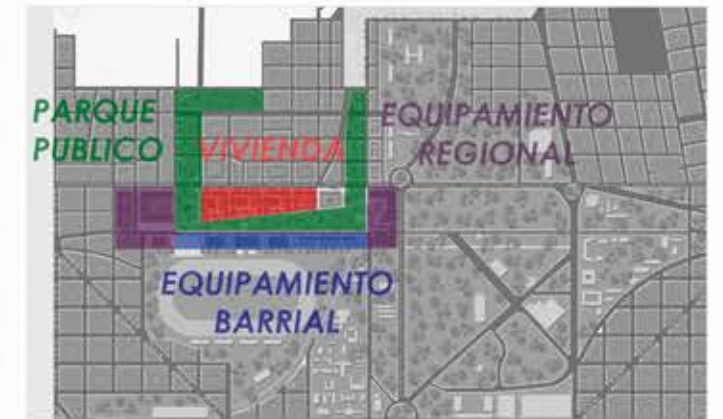 PARQUE
PUBLICO
VIVIENDA
EQUIPAMIENTO
REGIONAL
EQUIPAMIENTO
BARRIAL